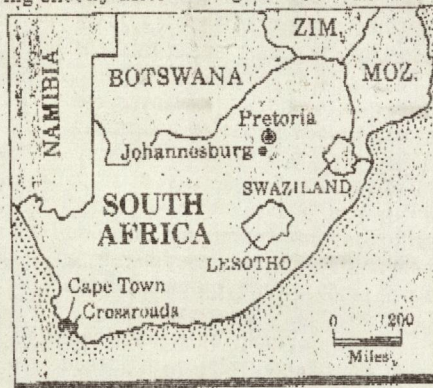 ZIM.
BOTSWANA
MOZ.
NAMIBIA
Pretoria
Johannesburg
SWAZILAND
SOUTH
AFRICA
LESOTHO
Cape Town
Crossroads
0 200
Miles